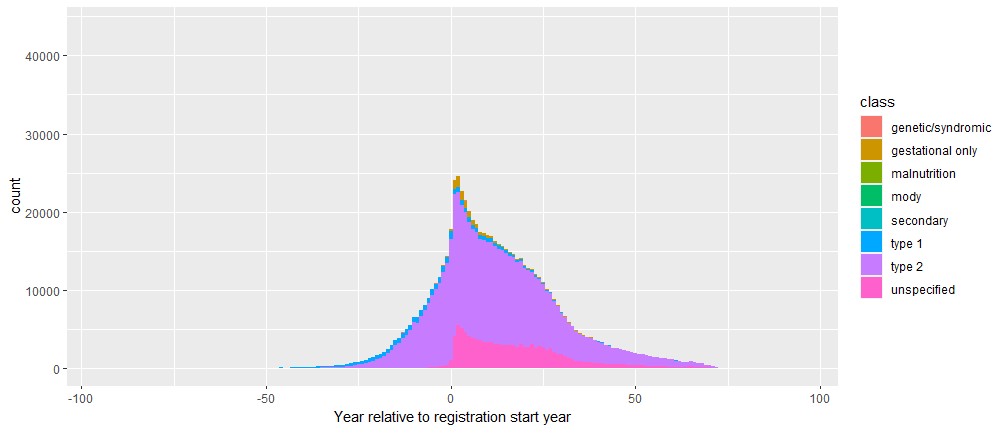 40000
30000
20000
10000
0
count
-100
-50
0
50
100
Year relative to registration start year
class
genetic/syndromic
gestational only
malnutrition
mody
secondary
type 1
type 2
unspecified